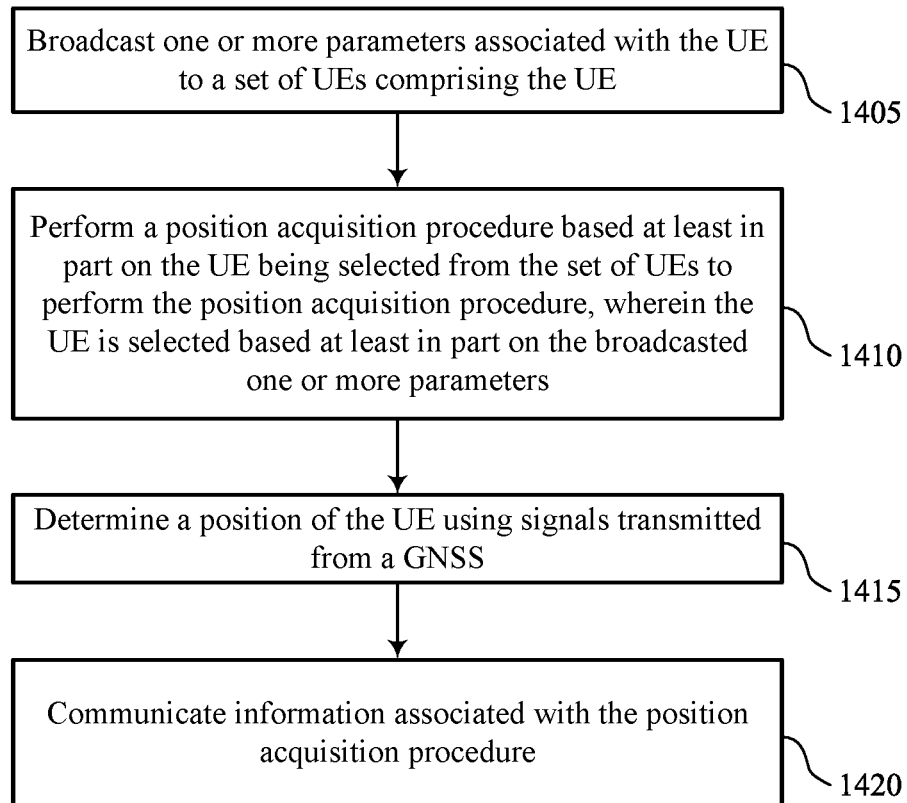 Broadcast one or more parameters associated with the UE
to a set of UEs comprising the UE
1405
Perform a position acquisition procedure based at least in
part on the UE being selected from the set of UEs to
perform the position acquisition procedure, wherein the
UE is selected based at least in part on the broadcasted
one or more parameters
1410
Determine a position of the UE using signals transmitted
from a GNSS
1415
Communicate information associated with the position
acquisition procedure
1420